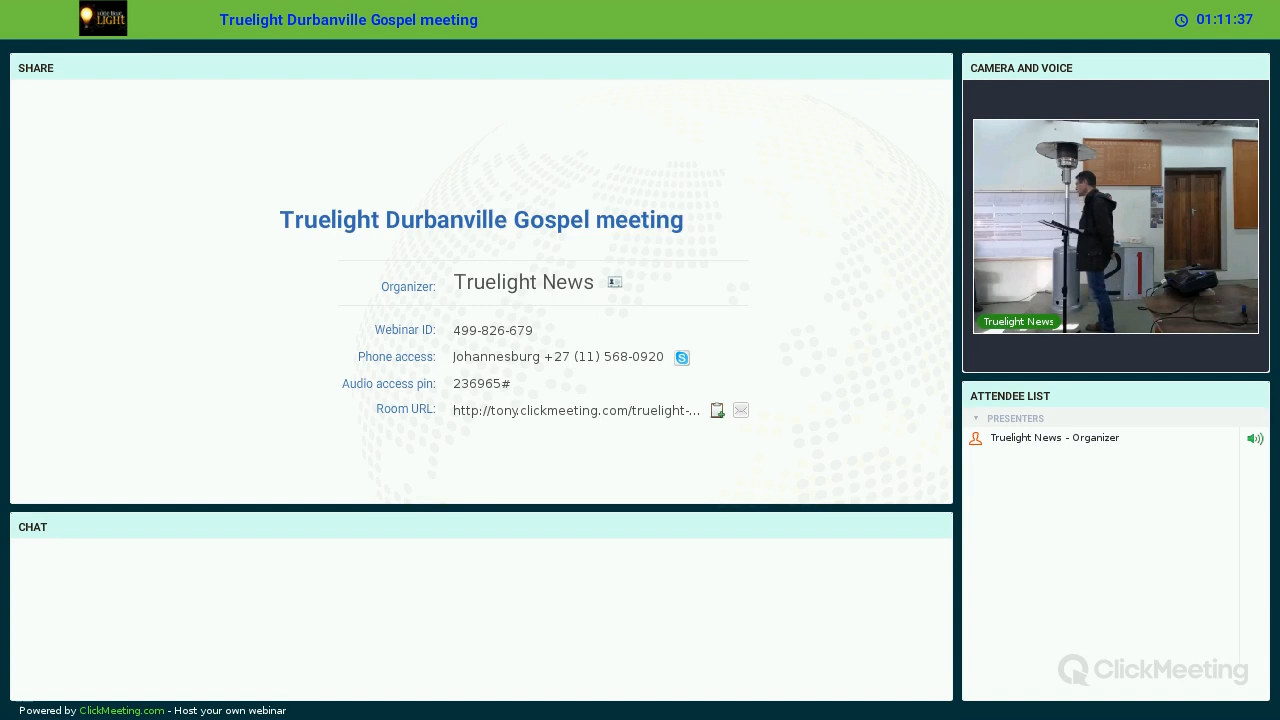 LIGHT
Truelight Durbanville Gospel meeting
01:11:37
SHARE
Truelight Durbanville Gospel meeting
Organizer: Truelight News
Webinar ID: 499-826-679
Phone access: Johannesburg +27 (11) 568-0920
Audio access pin: 236965#
Room URL: http://tony.clickmeeting.com/truelight-...
CHAT
CAMERA AND VOICE
Truelight News
ATTENDEE LIST
PRESENTERS
Truelight News - Organizer
ClickMeeting
Powered by ClickMeeting.com - Host your own webinar